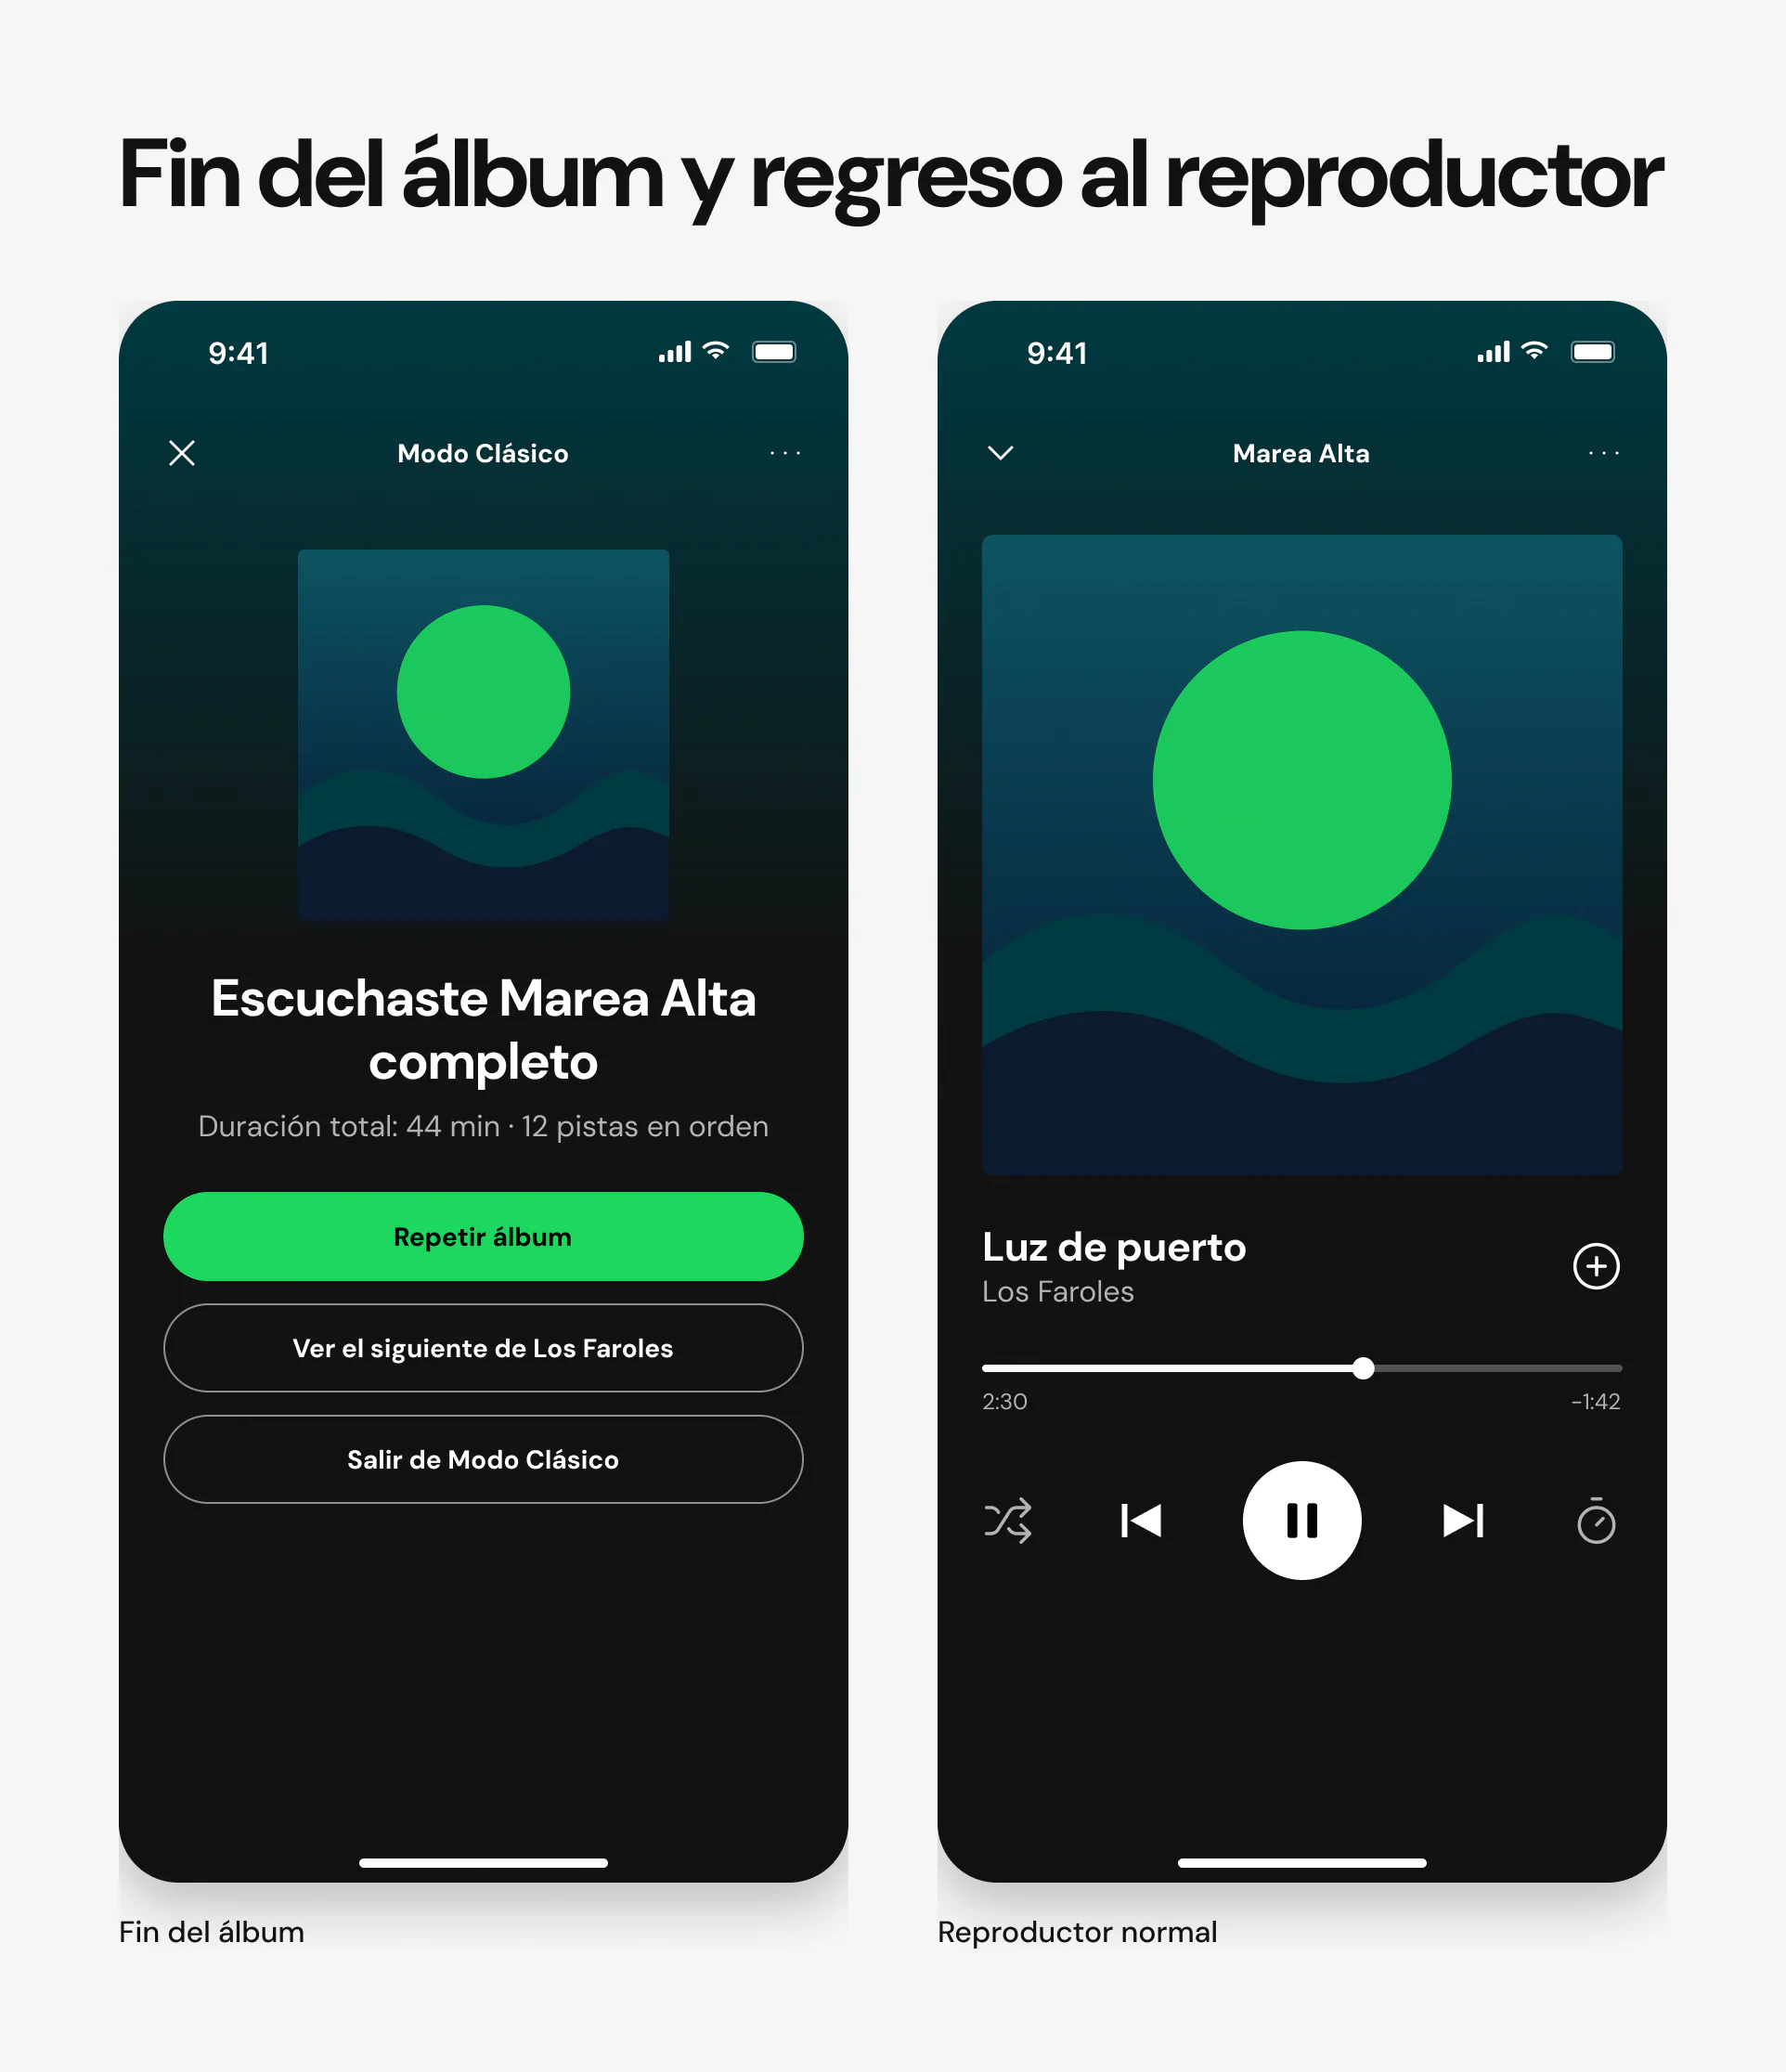 Fin del álbum y regreso al reproductor
9:41
Modo Clásico
Escuchaste Marea Alta
completo
Duración total: 44 min · 12 pistas en orden
Repetir álbum
Ver el siguiente de Los Faroles
Salir de Modo Clásico
Fin del álbum
9:41
Marea Alta
Luz de puerto
Los Faroles
2:30
-1:42
Reproductor normal